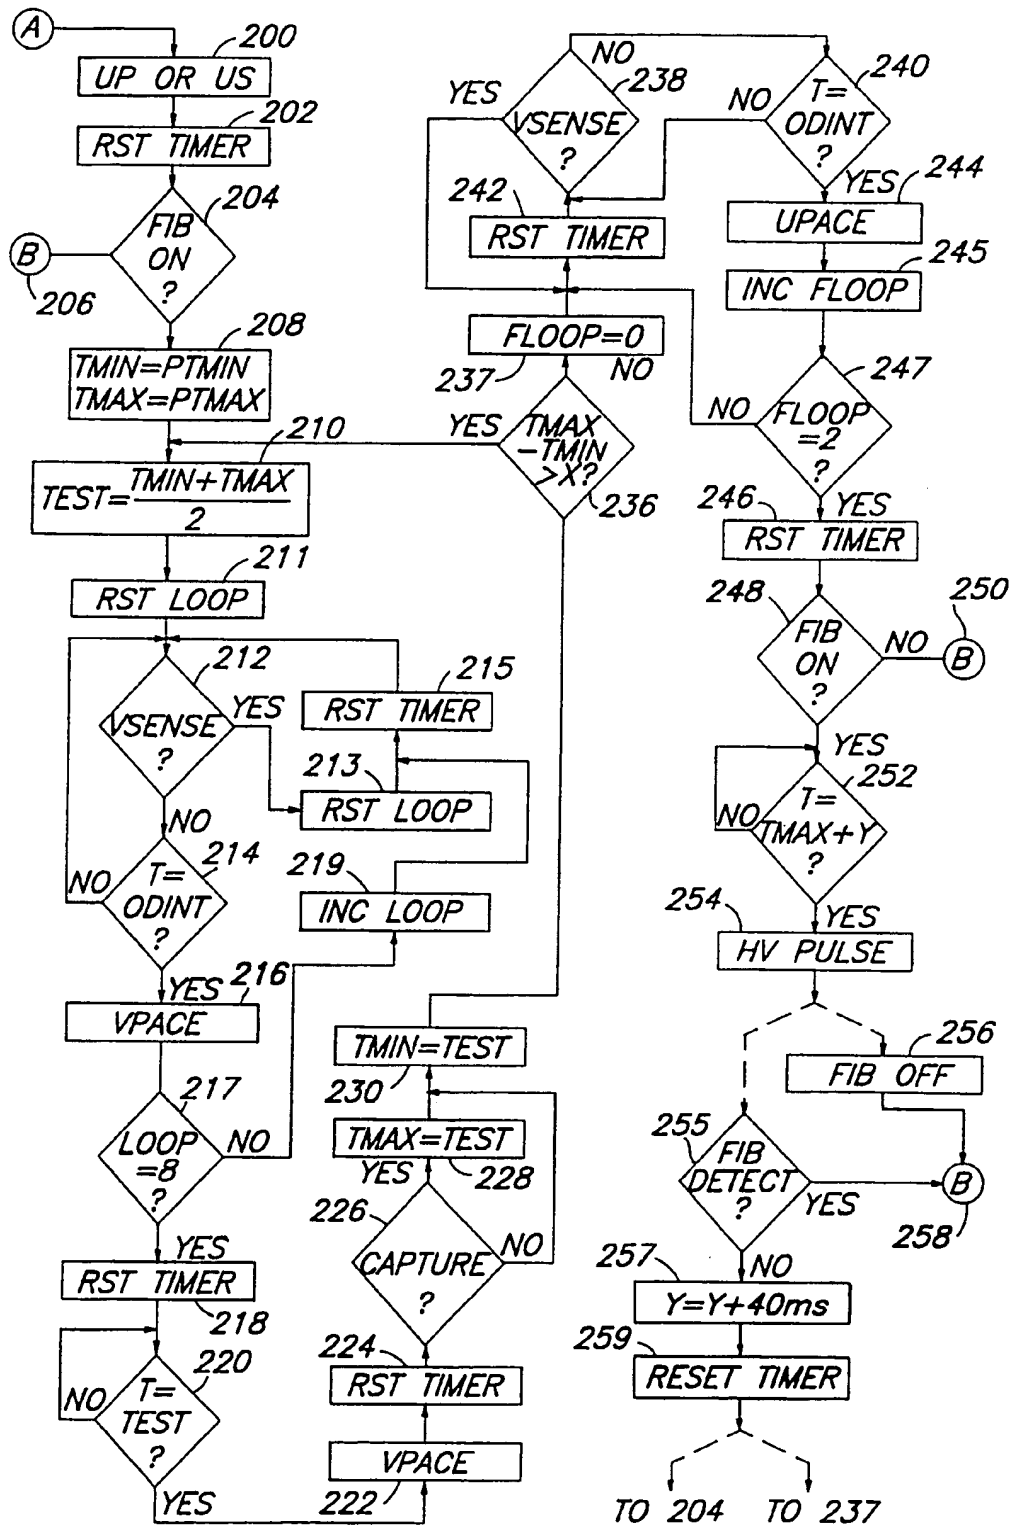 A
200
UP OR US
202
RST TIMER
204
FIB
ON
?
B
206
208
TMIN=PTMIN
TMAX=PTMAX
210
TEST= TMIN+TMAX
2
211
RST LOOP
212
VSENSE
?
YES
NO
215
RST TIMER
213
RST LOOP
214
T=
ODINT
?
NO
YES
219
INC LOOP
216
VPACE
217
LOOP
=8
?
NO
YES
RST TIMER
218
220
T=
TEST
?
NO
YES
VPACE
222
224
RST TIMER
226
CAPTURE
?
NO
YES
TMAX=TEST
228
TMIN=TEST
230
TMAX
-TMIN
>X?
236
YES
NO
FLOOP=0
237
242
RST TIMER
238
VSENSE
?
YES
NO
240
T=
ODINT
?
NO
YES
244
UPACE
245
INC FLOOP
247
FLOOP
=2
?
NO
YES
246
RST TIMER
248
FIB
ON
?
NO
250
B
YES
252
T=
TMAX+Y
?
NO
YES
254
HV PULSE
256
FIB OFF
255
FIB
DETECT
?
YES
B
258
NO
257
Y=Y+40ms
259
RESET TIMER
TO 204
TO 237